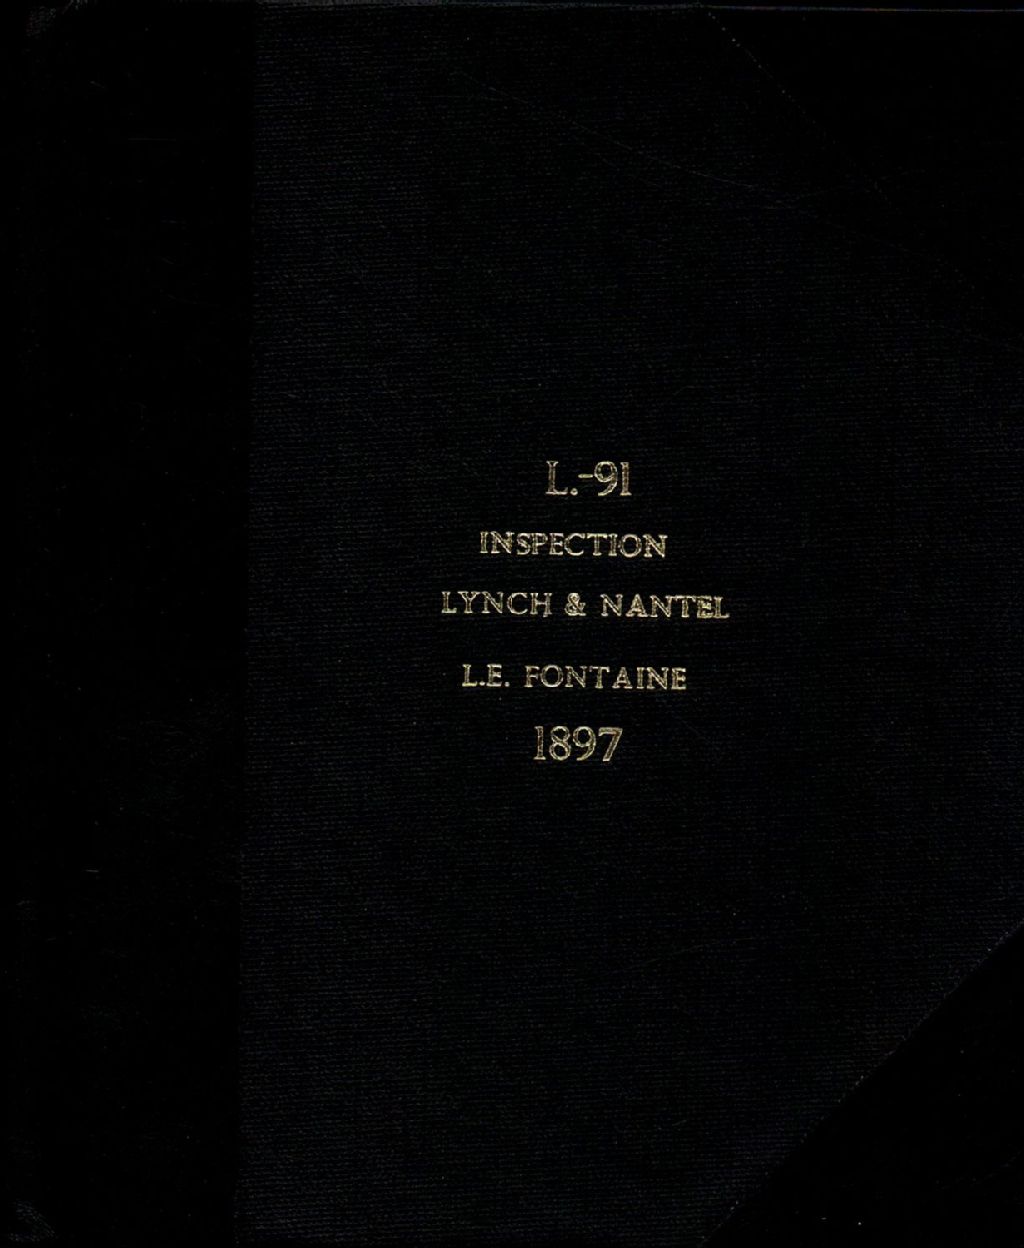 L.-91
INSPECTION
LYNCH & NANTEL
L.E. FONTAINE
1897